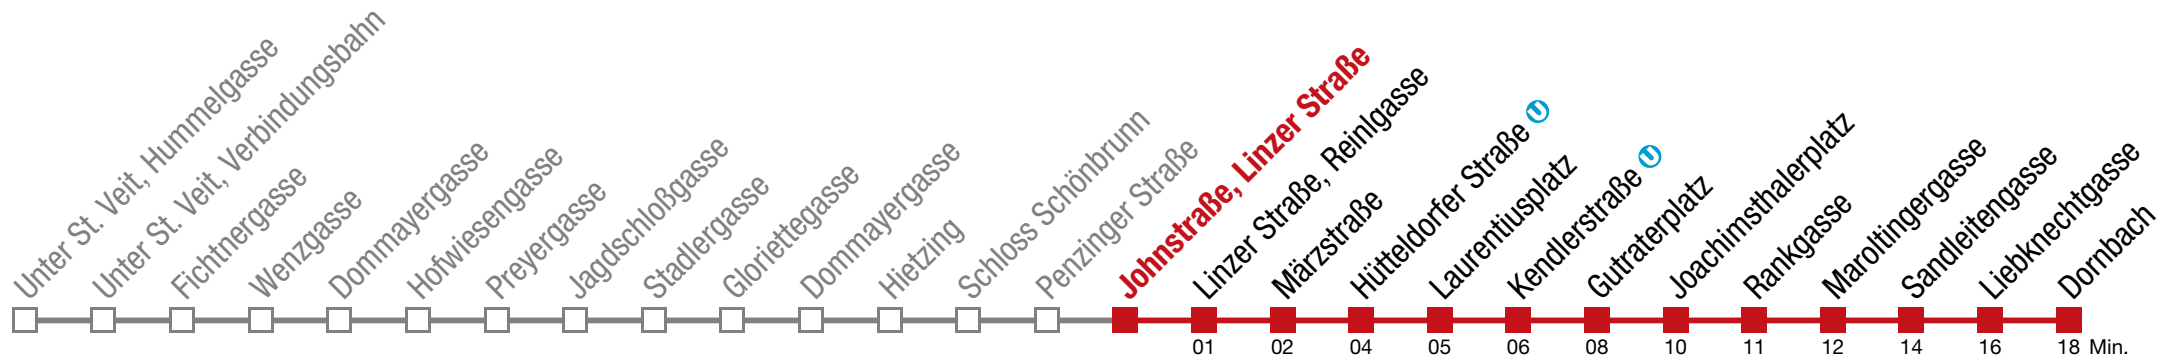 Unter St. Veit, Hummelgasse
Unter St. Veit, Verbindungsbahn
Fichtnergasse
Wenzgasse
Dommayergasse
Hofwiesengasse
Preyergasse
Jagdschloßgasse
Stadlergasse
Gloriettegasse
Dommayergasse
Hietzing
Schloss Schönbrunn
Penzinger Straße
Johnstraße, Linzer Straße
Linzer Straße, Reinlgasse
Märzstraße
Hütteldorfer Straße U
Laurentiusplatz
Kendlerstraße U
Gutraterplatz
Joachimsthalerplatz
Rankgasse
Maroltingergasse
Sandleitengasse
Liebknechtgasse
Dornbach
01 02 04 05 06 08 10 11 12 14 16 18 Min.